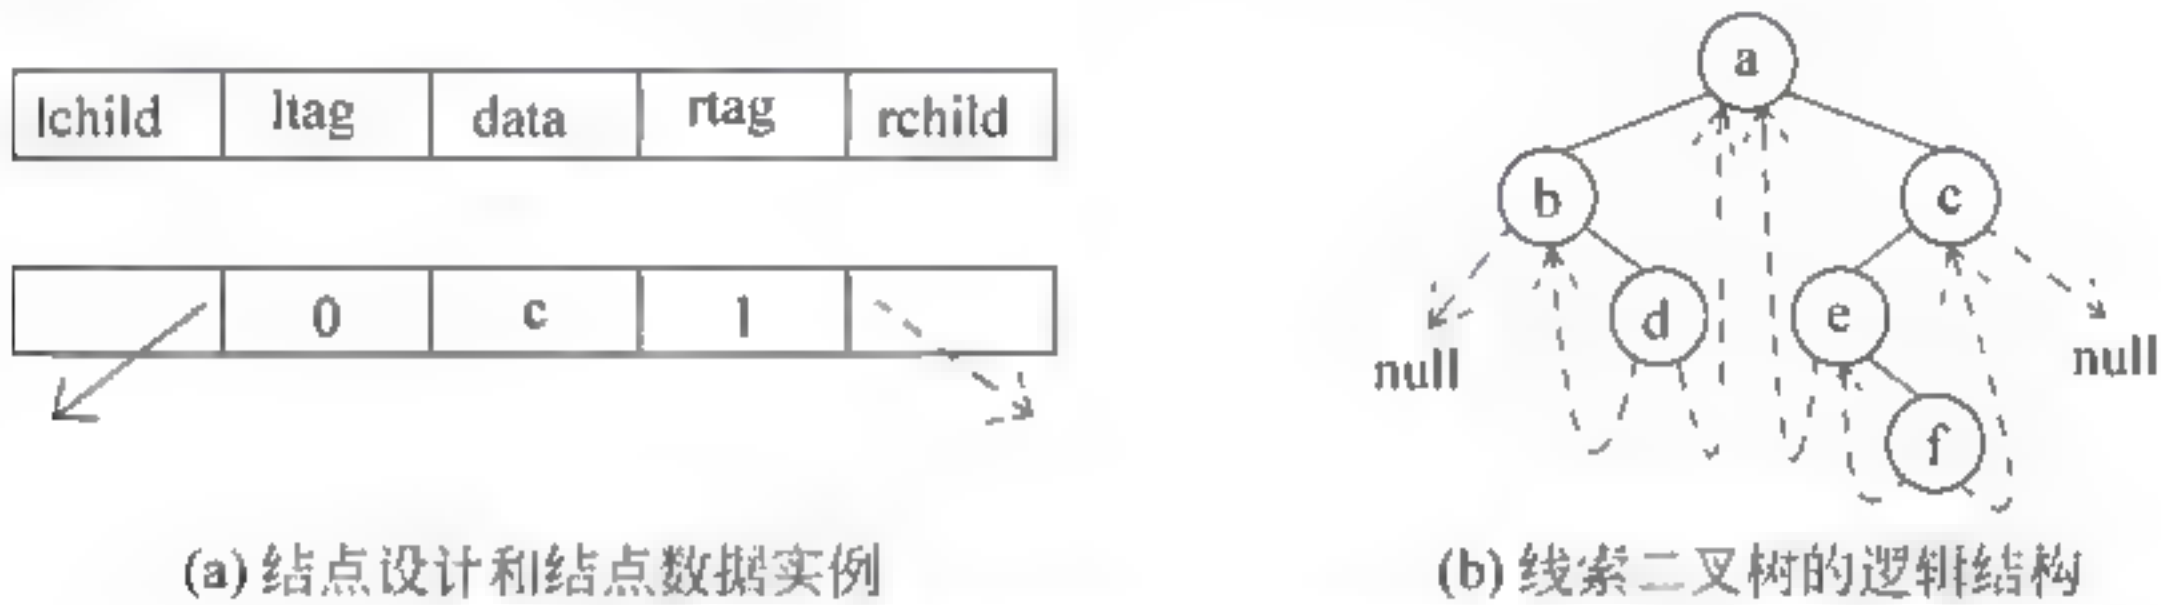 lchild ltag data rtag rchild
0 c 1
(a) 结点设计和结点数据实例
a
b c
d e
null null
f
(b) 线索二叉树的逻辑结构